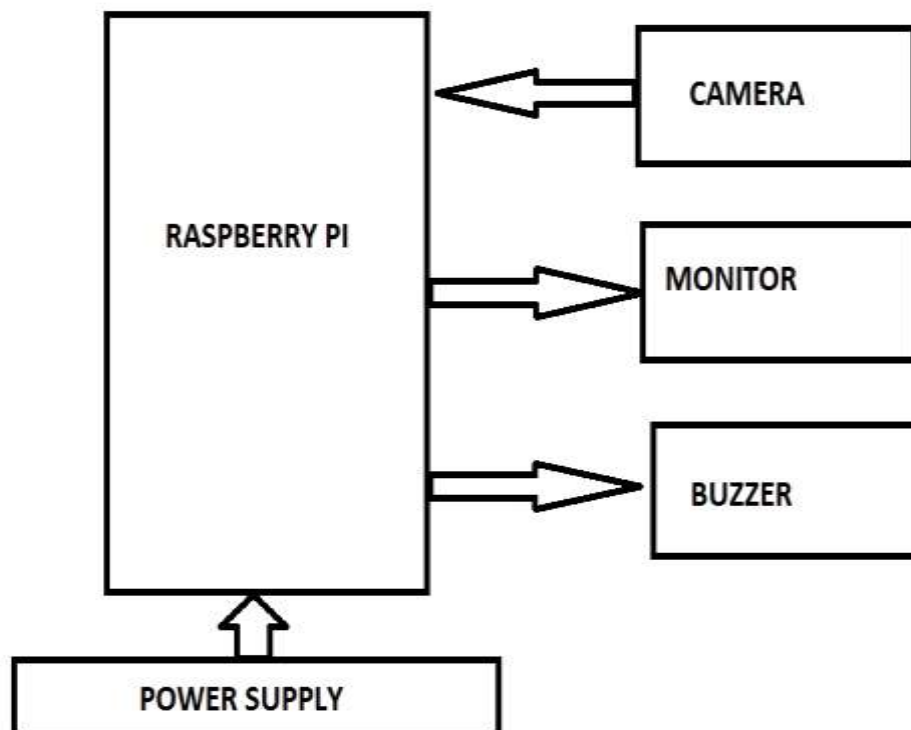 CAMERA
RASPBERRY PI
MONITOR
BUZZER
POWER SUPPLY